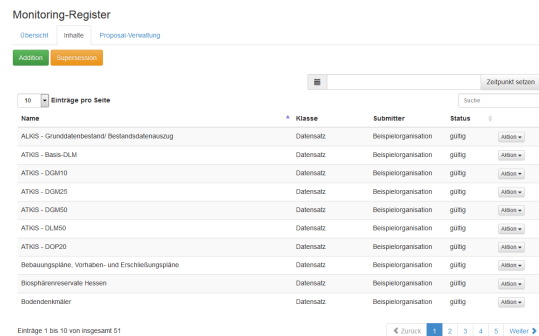 Monitoring-Register
Übersicht Inhalte Proposal-Verwaltung
Addition Supersession
Zeitpunkt setzen
10 Einträge pro Seite Suche
Name Klasse Submitter Status
ALKIS - Grunddatenbestand/ Bestandsdatenauszug Datensatz Beispielorganisation gültig Aktion
ATKIS - Basis-DLM Datensatz Beispielorganisation gültig Aktion
ATKIS - DGM10 Datensatz Beispielorganisation gültig Aktion
ATKIS - DGM25 Datensatz Beispielorganisation gültig Aktion
ATKIS - DGM50 Datensatz Beispielorganisation gültig Aktion
ATKIS - DLM50 Datensatz Beispielorganisation gültig Aktion
ATKIS - DOP20 Datensatz Beispielorganisation gültig Aktion
Bebauungspläne, Vorhaben- und Erschließungspläne Datensatz Beispielorganisation gültig Aktion
Biosphärenreservate Hessen Datensatz Beispielorganisation gültig Aktion
Bodendenkmäler Datensatz Beispielorganisation gültig Aktion
Einträge 1 bis 10 von insgesamt 51 Zurück 1 2 3 4 5 Weiter